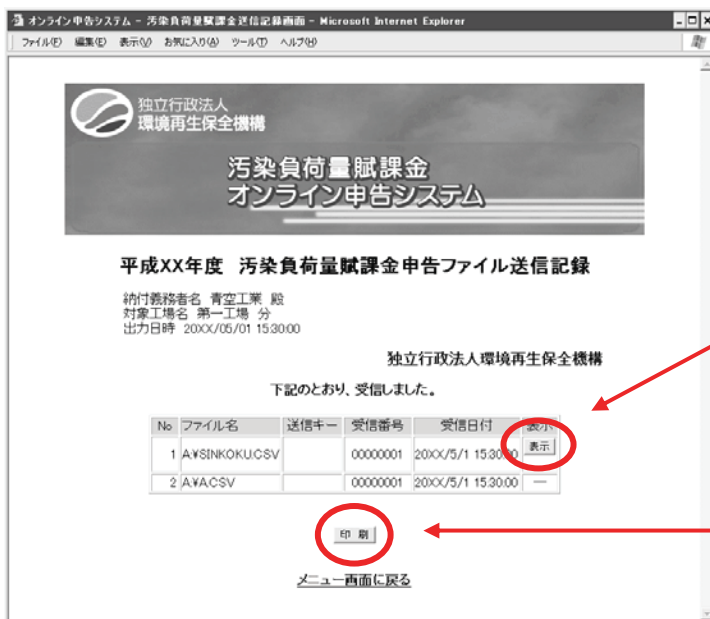 オンライン申告システム - 汚染負荷量賦課金送信記録画面 - Microsoft Internet Explorer
ファイル(F) 編集(E) 表示(V) お気に入り(A) ツール(T) ヘルプ(H)
独立行政法人
環境再生保全機構
汚染負荷量賦課金
オンライン申告システム
平成XX年度 汚染負荷量賦課金申告ファイル送信記録
納付義務者名 青空工業 殿
対象工場名 第一工場 分
出力日時 20XX/05/01 15:30:00
独立行政法人環境再生保全機構
下記のとおり、受信しました。
No ファイル名 送信キー 受信番号 受信日付 表示
1 A:¥SINKOKU.CSV 00000001 20XX/5/1 15:30:00 表示
2 A:¥A.CSV 00000001 20XX/5/1 15:30:00 —
印 刷
メニュー画面に戻る